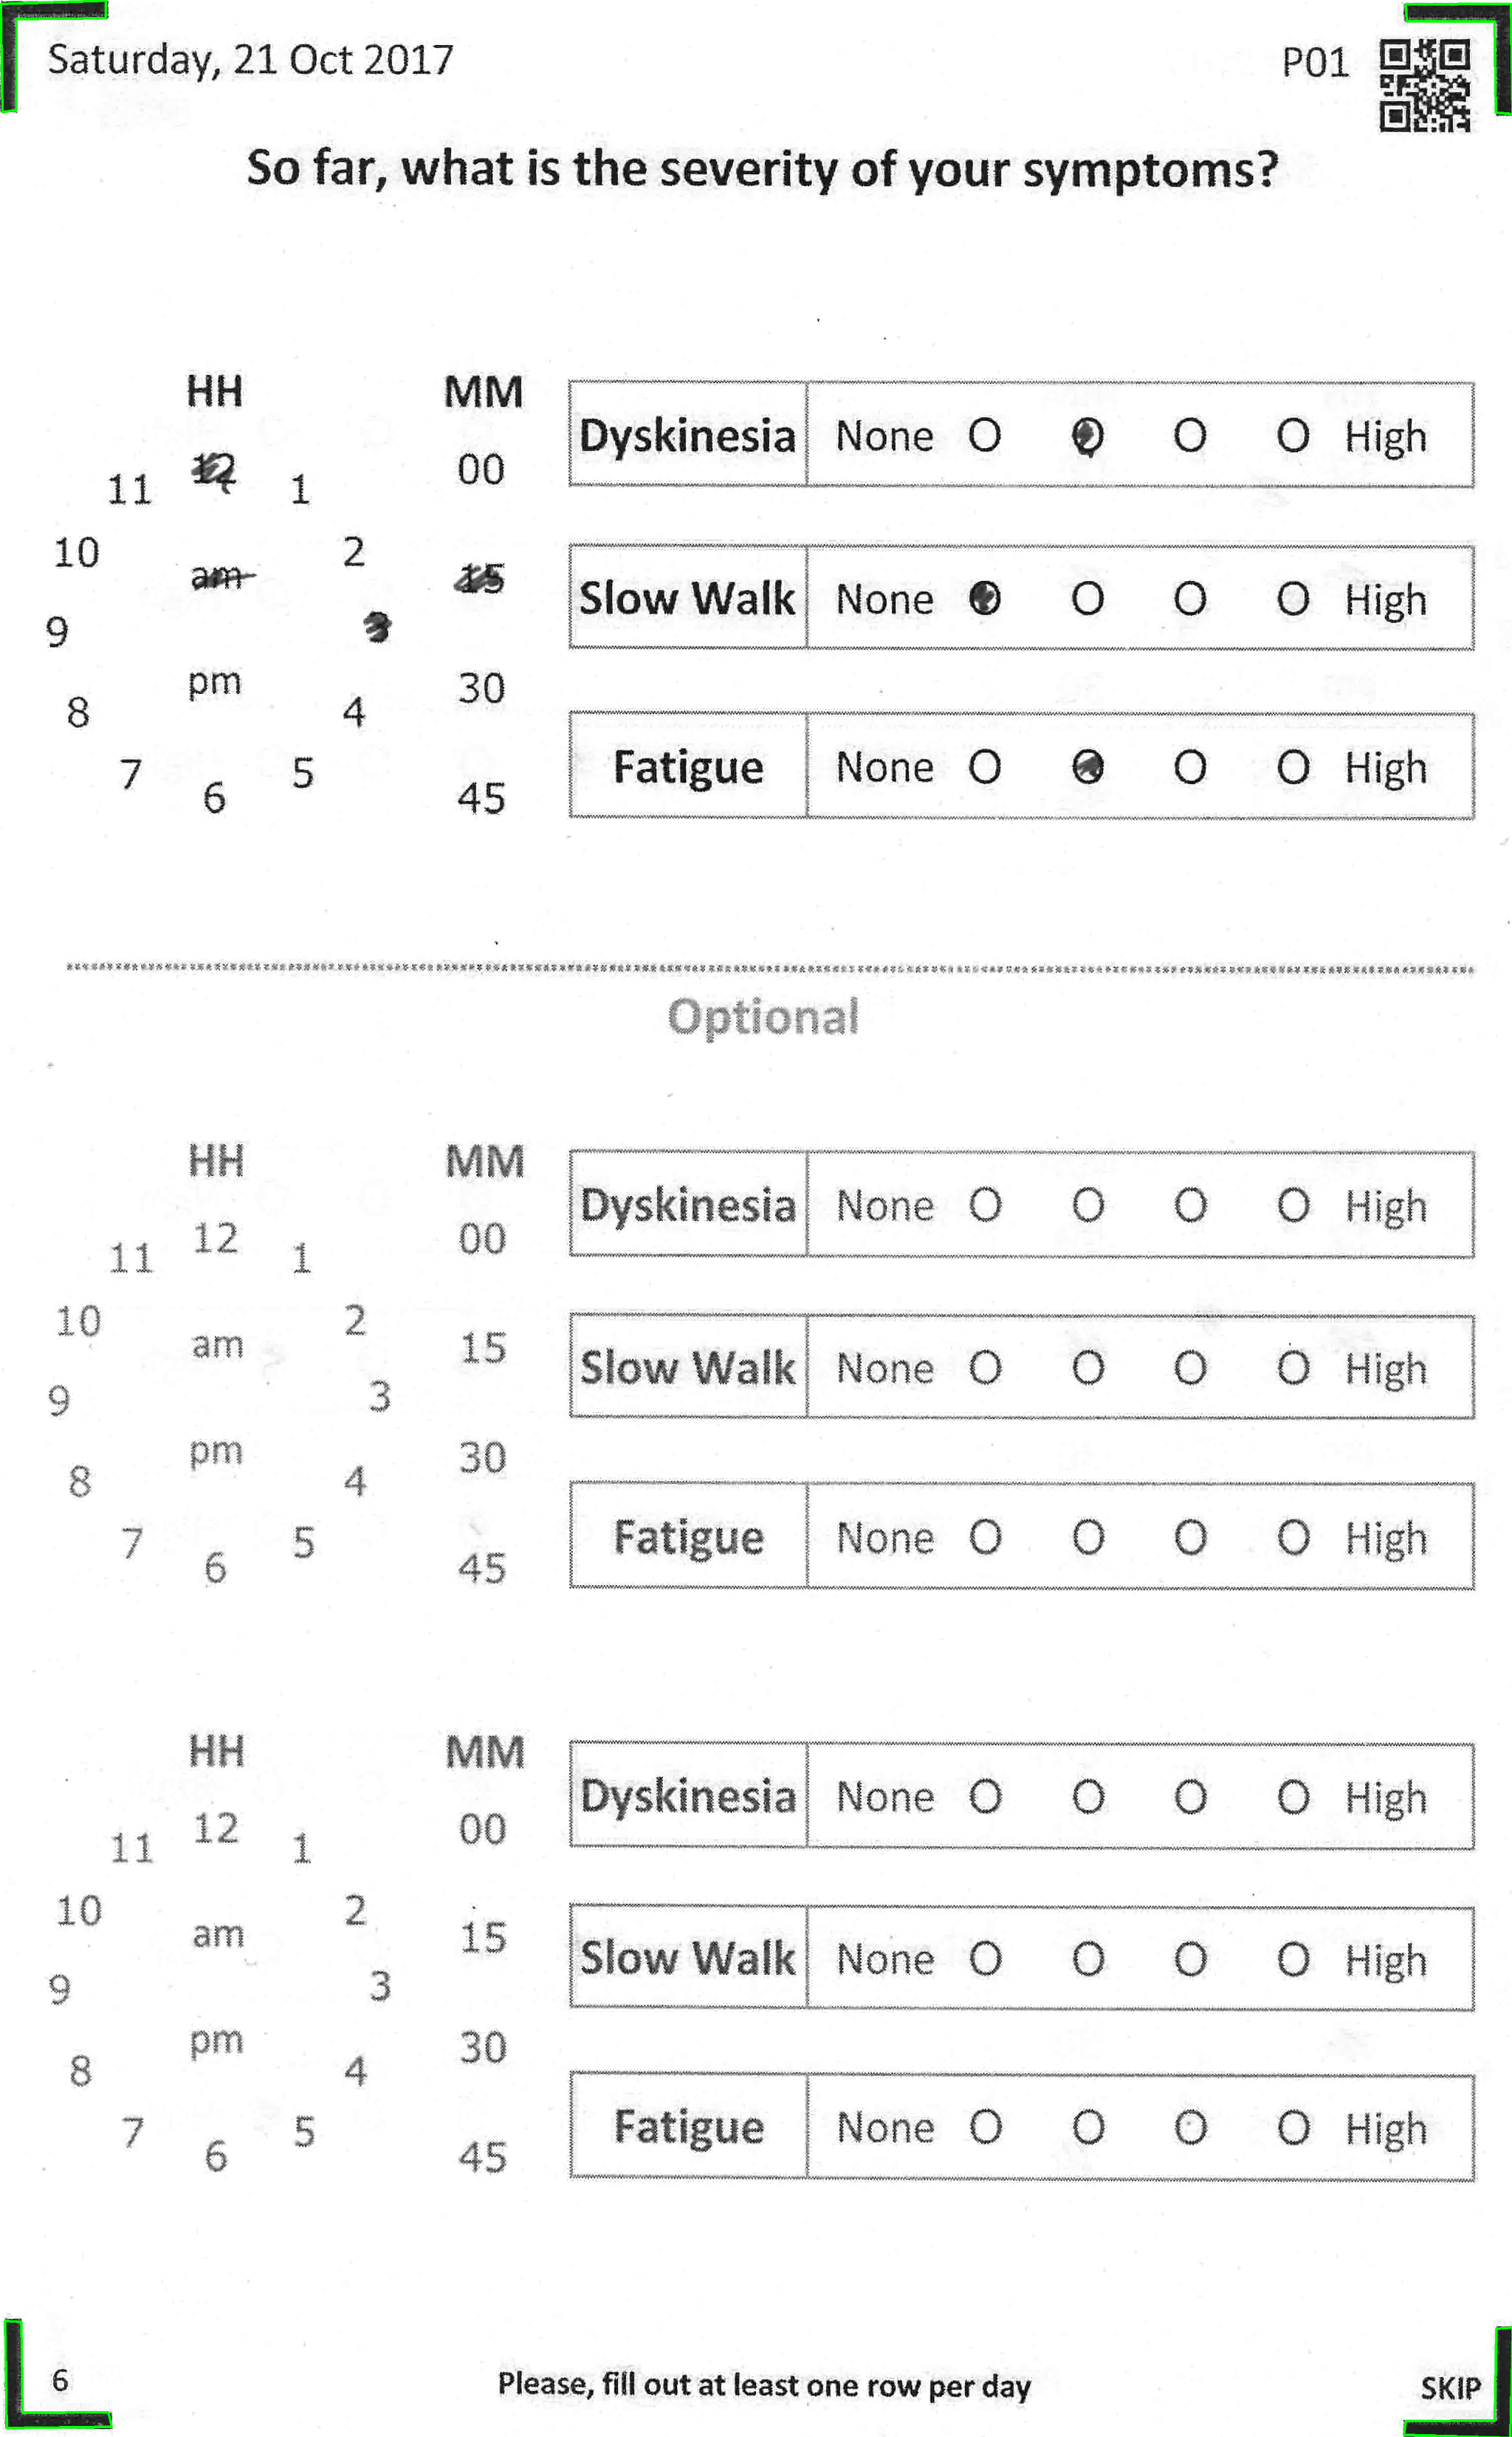 Saturday, 21 Oct 2017
P01
So far, what is the severity of your symptoms?
HH MM
11 12 1 00
10 am 2 15
9 3
8 pm 4 30
7 6 5 45
Dyskinesia None O O O O High
Slow Walk None O O O O High
Fatigue None O O O O High
Optional
HH MM
11 12 1 00
10 am 2 15
9 3
8 pm 4 30
7 6 5 45
Dyskinesia None O O O O High
Slow Walk None O O O O High
Fatigue None O O O O High
HH MM
11 12 1 00
10 am 2 15
9 3
8 pm 4 30
7 6 5 45
Dyskinesia None O O O O High
Slow Walk None O O O O High
Fatigue None O O O O High
6
Please, fill out at least one row per day
SKIP